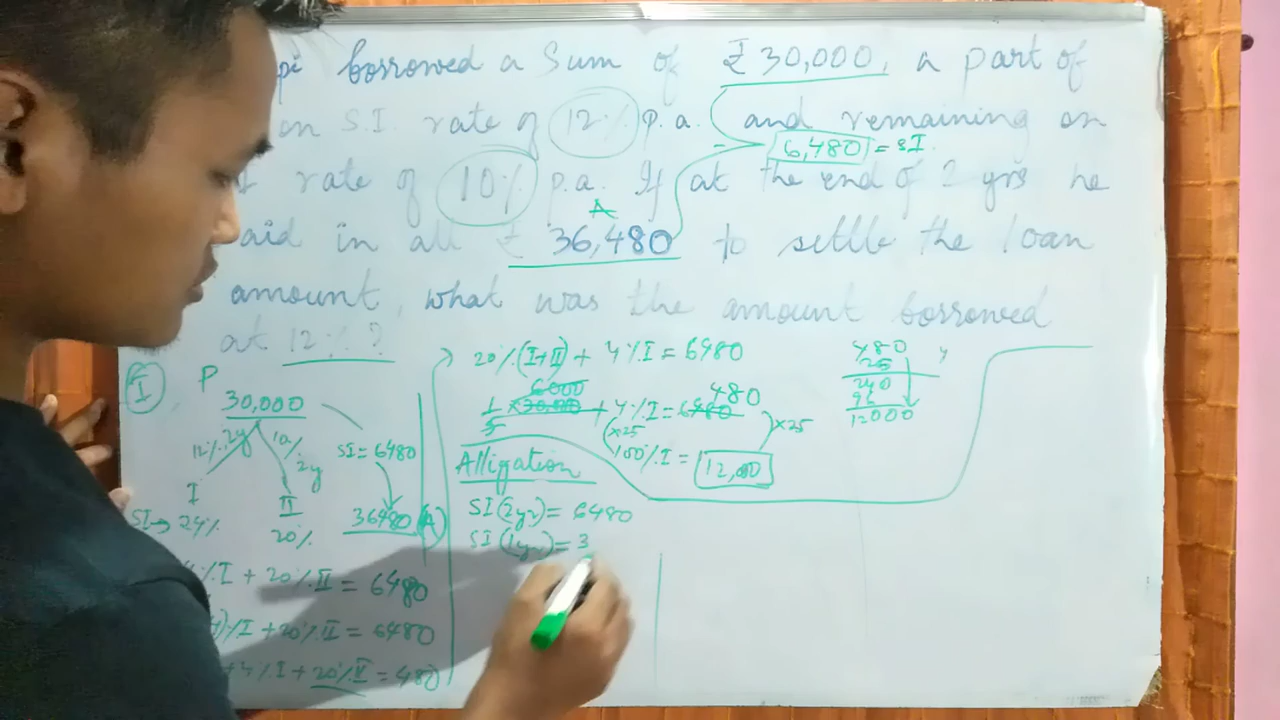 pi borrowed a Sum of ₹ 30,000, a part of
on S.I. rate of 12% p.a. and remaining on
6,480 = SI
I rate of 10% p.a. If at the end of 2 yrs he
A
aid in all ₹ 36,480 to settle the loan
amount, what was the amount borrowed
at 12% ?
I
P
30,000
12% 2y
10% 2y
SI = 6480
I
II
SI → 24%
20%
36480 (A)
%I + 20%II = 6480
)%I + 20%II = 6480
+ 4%I + 20%II = 480
20%(I+II) + 4%I = 6480
6000
480
1/5 × 30,000 + 4%I = 6480
×25
×25
100%I = 12,000
480
25
240
96
12000
Alligation
SI(2yr) = 6480
SI(1yr) = 3